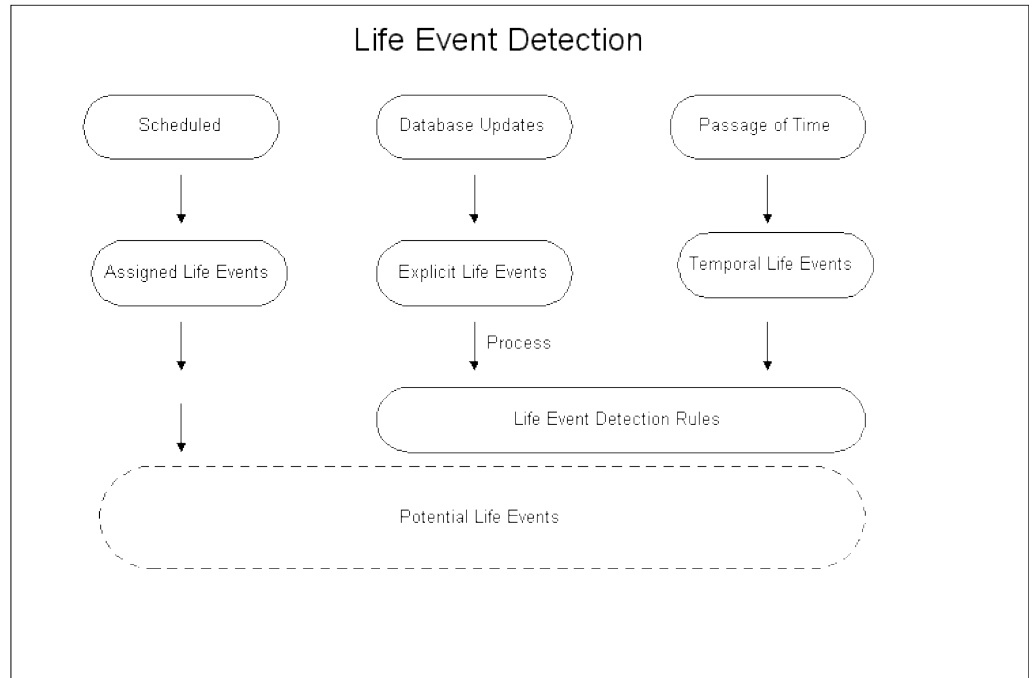 Life Event Detection
Scheduled
Database Updates
Passage of Time
Assigned Life Events
Explicit Life Events
Temporal Life Events
Process
Life Event Detection Rules
Potential Life Events